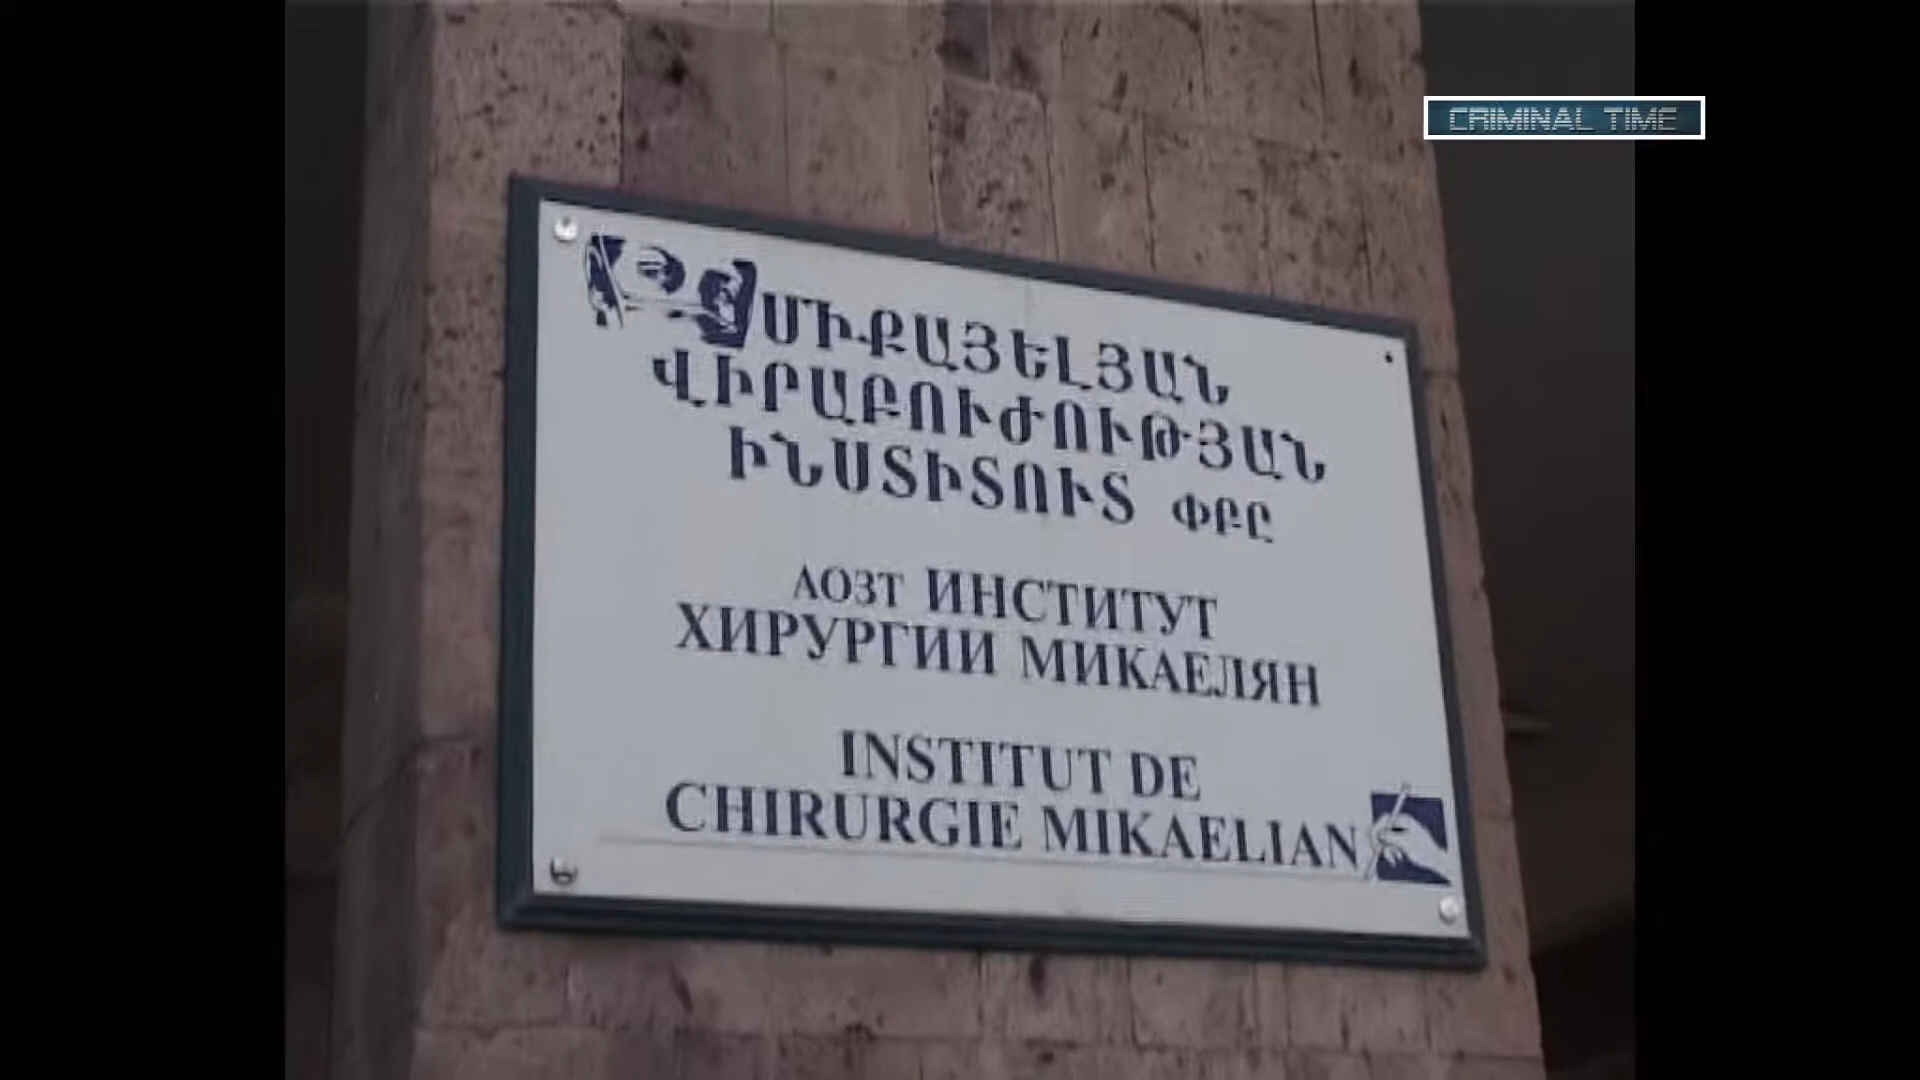 CRIMINAL TIME
ՄԻՔԱՅԵԼՅԱՆ
ՎԻՐԱԲՈՒԺՈՒԹՅԱՆ
ԻՆՍՏԻՏՈՒՏ ՓԲԸ
АОЗТ ИНСТИТУТ
ХИРУРГИИ МИКАЕЛЯН
INSTITUT DE
CHIRURGIE MIKAELIAN